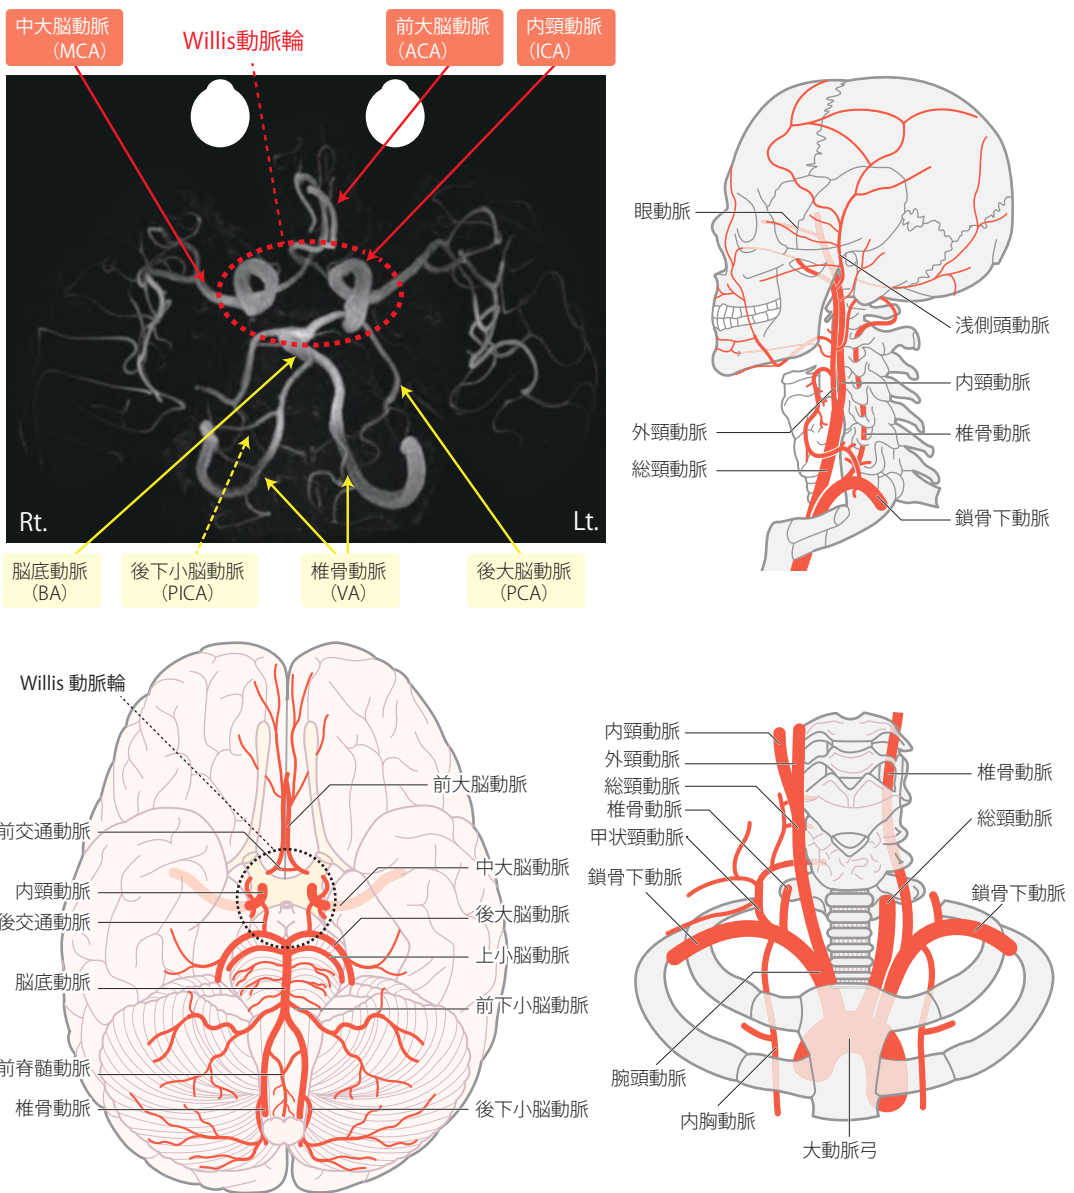 中大脳動脈
（MCA）
Willis動脈輪
前大脳動脈
（ACA）
内頸動脈
（ICA）
Rt.
Lt.
脳底動脈
（BA）
後下小脳動脈
（PICA）
椎骨動脈
（VA）
後大脳動脈
（PCA）
眼動脈
浅側頭動脈
内頸動脈
外頸動脈
椎骨動脈
総頸動脈
鎖骨下動脈
Willis 動脈輪
前大脳動脈
前交通動脈
中大脳動脈
内頸動脈
後大脳動脈
後交通動脈
上小脳動脈
脳底動脈
前下小脳動脈
前脊髄動脈
椎骨動脈
後下小脳動脈
内頸動脈
外頸動脈
総頸動脈
椎骨動脈
甲状頸動脈
鎖骨下動脈
椎骨動脈
総頸動脈
鎖骨下動脈
腕頭動脈
内胸動脈
大動脈弓